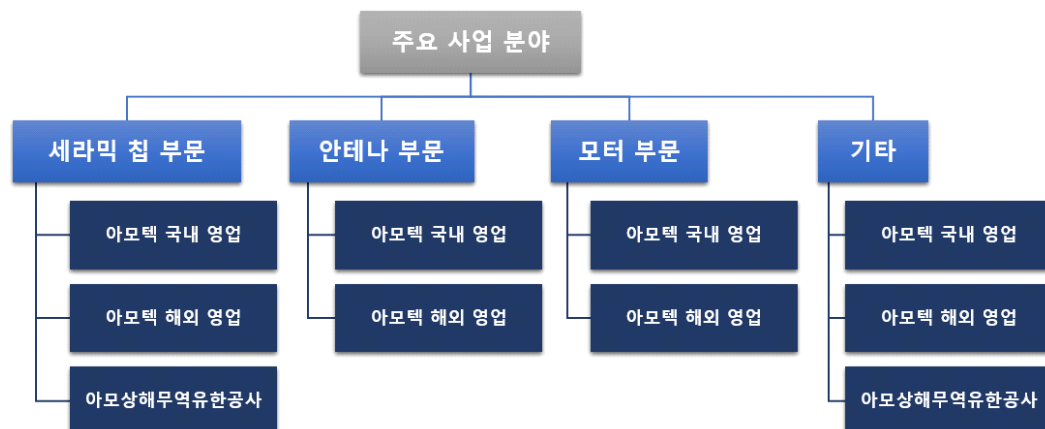 주요 사업 분야
세라믹 칩 부문
안테나 부문
모터 부문
기타
아모텍 국내 영업
아모텍 국내 영업
아모텍 국내 영업
아모텍 국내 영업
아모텍 해외 영업
아모텍 해외 영업
아모텍 해외 영업
아모텍 해외 영업
아모상해무역유한공사
아모상해무역유한공사